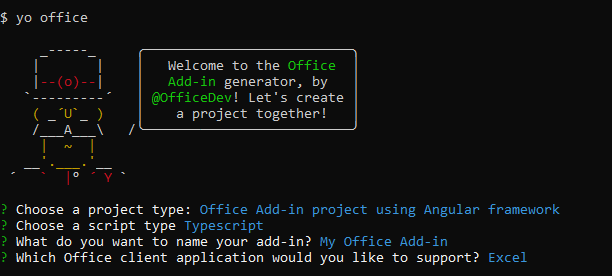 $ yo office
Welcome to the Office
Add-in generator, by
@OfficeDev! Let's create
a project together!
? Choose a project type: Office Add-in project using Angular framework
? Choose a script type Typescript
? What do you want to name your add-in? My Office Add-in
? Which Office client application would you like to support? Excel